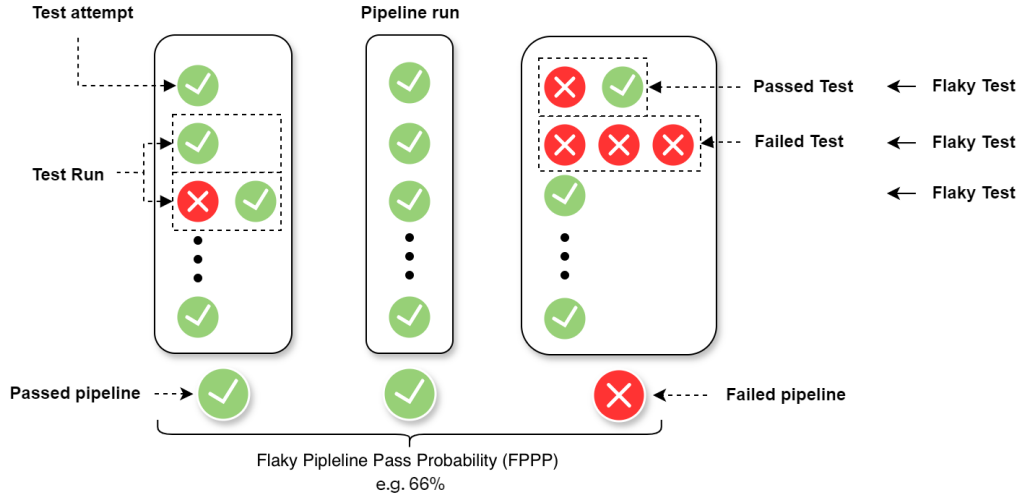 Test attempt
Pipeline run
Passed Test
Flaky Test
Failed Test
Flaky Test
Test Run
Flaky Test
Passed pipeline
Failed pipeline
Flaky Pipleline Pass Probability (FPPP)
e.g. 66%